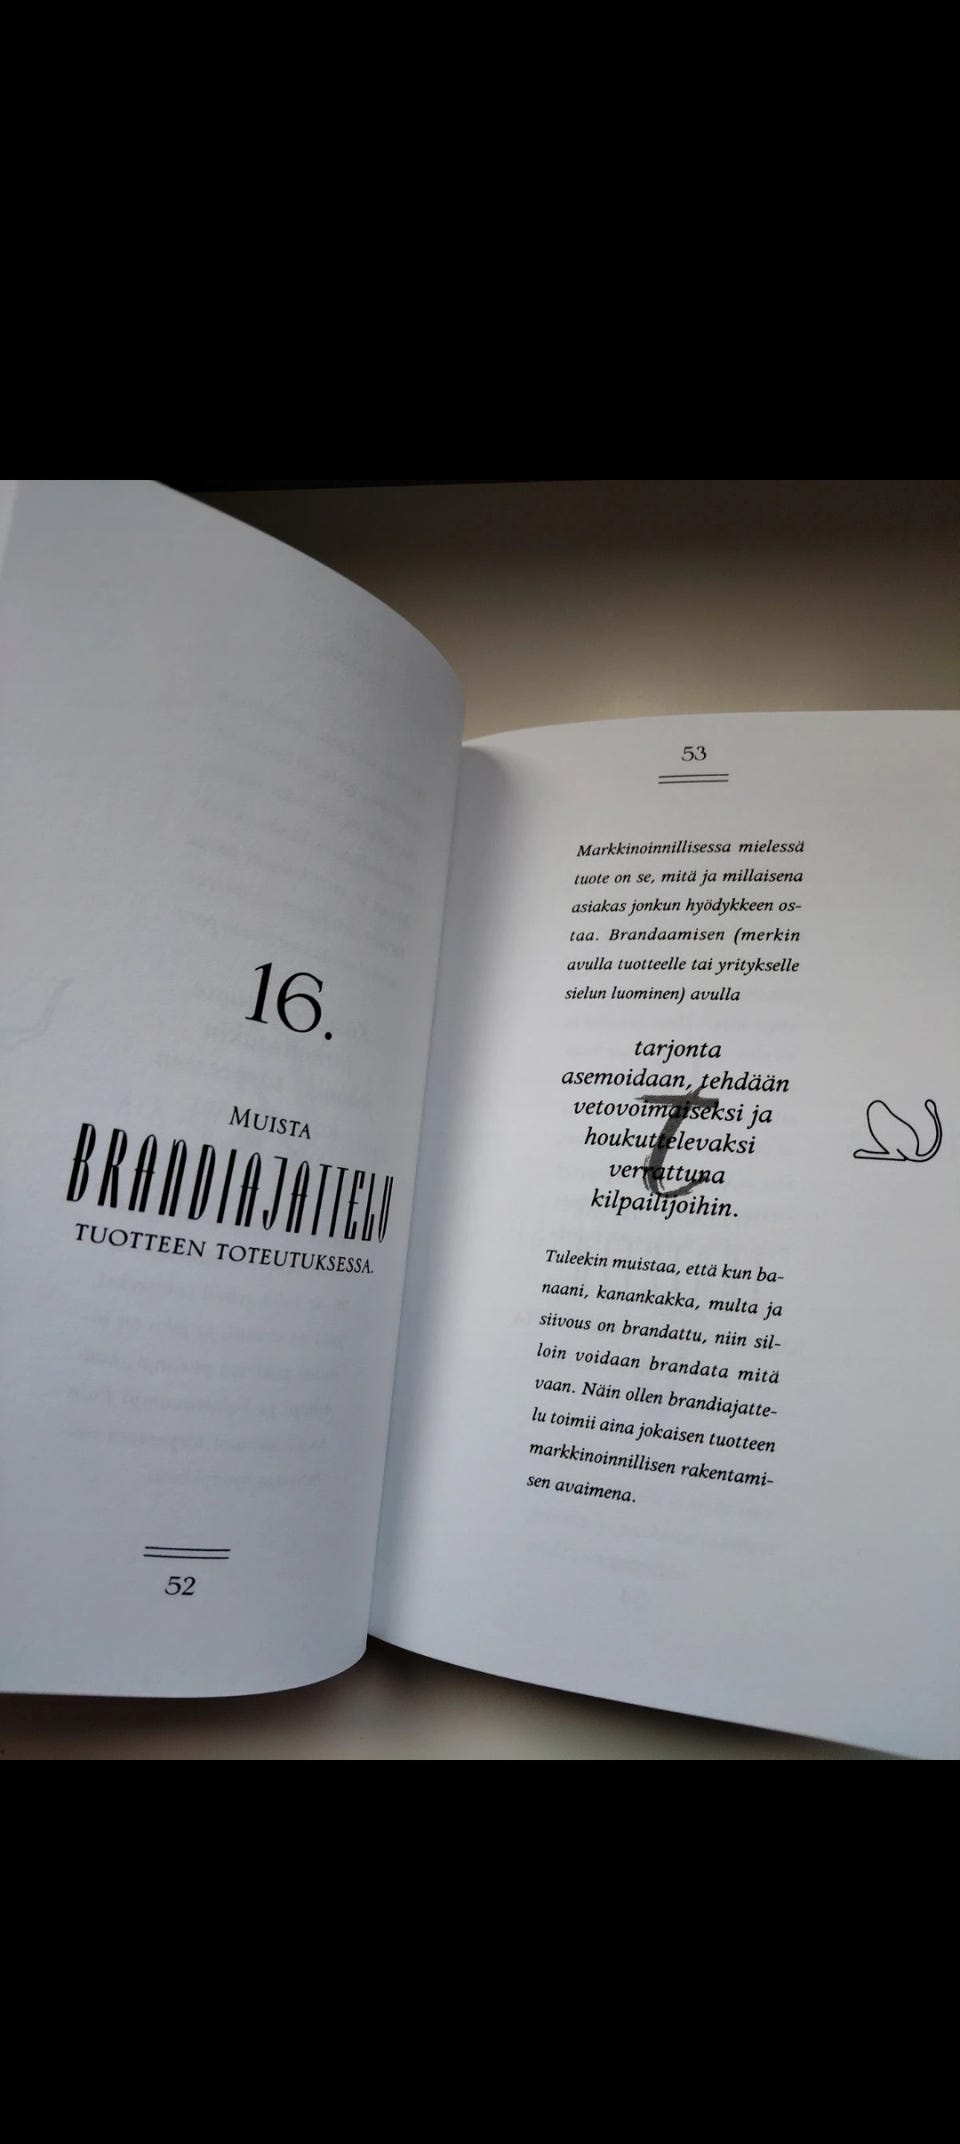 16.
MUISTA
BRANDIAJATTELU
TUOTTEEN TOTEUTUKSESSA.
52
53
Markkinoinnillisessa mielessä
tuote on se, mitä ja millaisena
asiakas jonkun hyödykkeen os-
taa. Brandaamisen (merkin
avulla tuotteelle tai yritykselle
sielun luominen) avulla
tarjonta
asemoidaan, tehdään
vetovoimaiseksi ja
houkuttelevaksi
verrattuna
kilpailijoihin.
t
Tuleekin muistaa, että kun ba-
naani, kanankakka, multa ja
siivous on brandattu, niin sil-
loin voidaan brandata mitä
vaan. Näin ollen brandiajatte-
lu toimii aina jokaisen tuotteen
markkinoinnillisen rakentami-
sen avaimena.